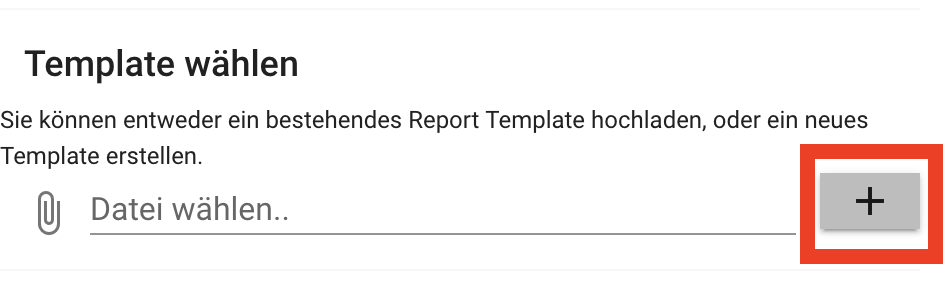 Template wählen
Sie können entweder ein bestehendes Report Template hochladen, oder ein neues
Template erstellen.
Datei wählen..
+